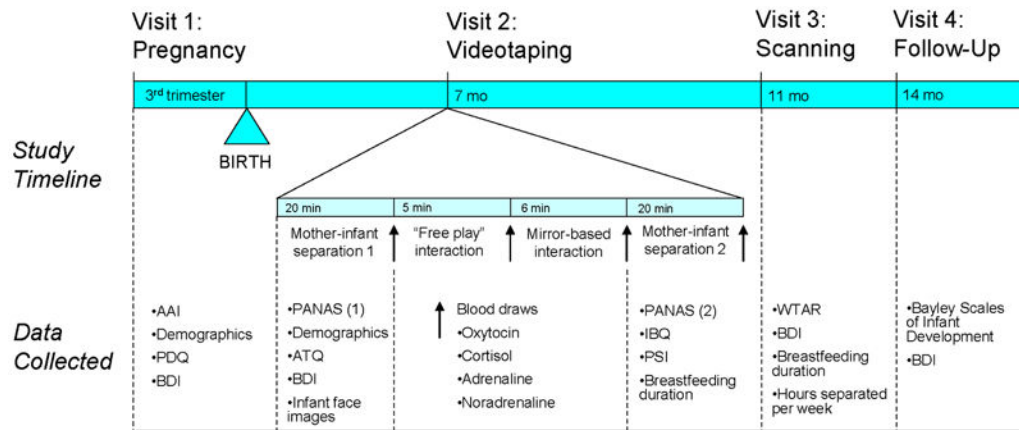 Visit 1:
Pregnancy
Visit 2:
Videotaping
Visit 3:
Scanning
Visit 4:
Follow-Up
3rd trimester
7 mo
11 mo
14 mo
BIRTH
Study
Timeline
20 min
5 min
6 min
20 min
Mother-infant
separation 1
"Free play"
interaction
Mirror-based
interaction
Mother-infant
separation 2
Data
Collected
•AAI
•Demographics
•PDQ
•BDI
•PANAS (1)
•Demographics
•ATQ
•BDI
•Infant face
images
Blood draws
•Oxytocin
•Cortisol
•Adrenaline
•Noradrenaline
•PANAS (2)
•IBQ
•PSI
•Breastfeeding
duration
•WTAR
•BDI
•Breastfeeding
duration
•Hours separated
per week
•Bayley Scales
of Infant
Development
•BDI